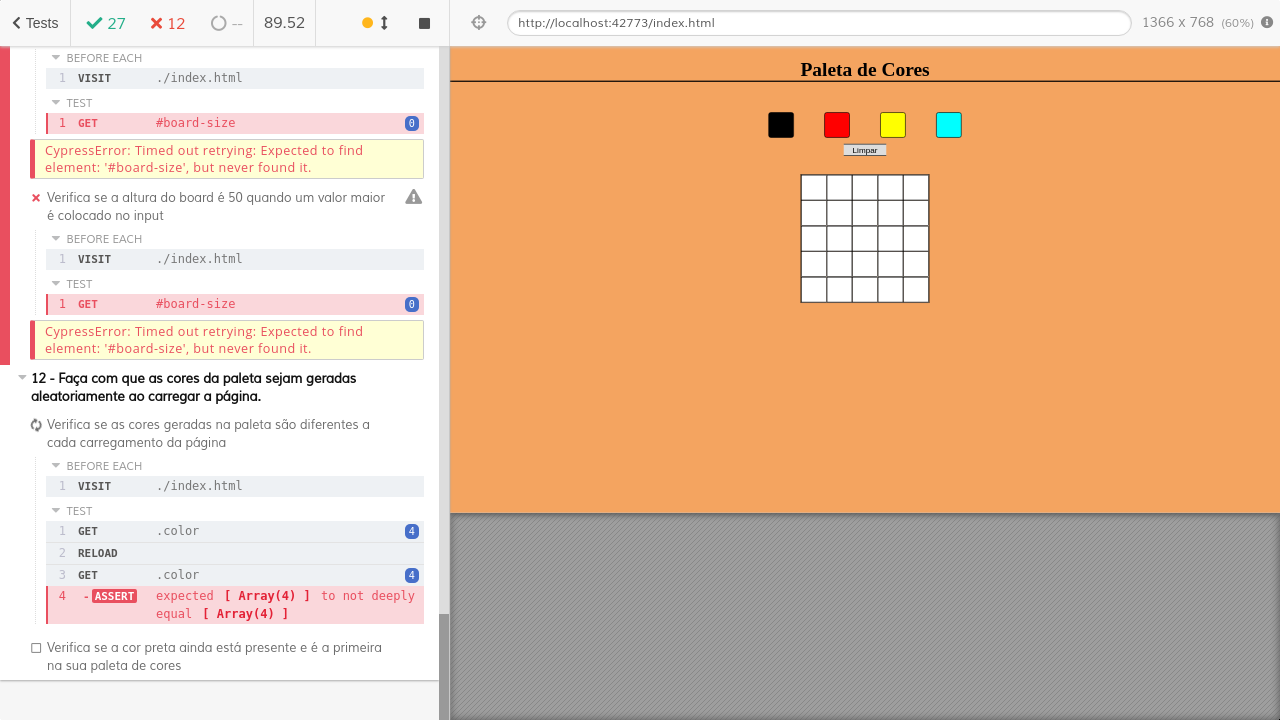 Tests
27
12
--
89.52
http://localhost:42773/index.html
1366 x 768 (60%)
BEFORE EACH
1 VISIT ./index.html
TEST
1 GET #board-size 0
CypressError: Timed out retrying: Expected to find
element: '#board-size', but never found it.
Verifica se a altura do board é 50 quando um valor maior
é colocado no input
BEFORE EACH
1 VISIT ./index.html
TEST
1 GET #board-size 0
CypressError: Timed out retrying: Expected to find
element: '#board-size', but never found it.
12 - Faça com que as cores da paleta sejam geradas
aleatoriamente ao carregar a página.
Verifica se as cores geradas na paleta são diferentes a
cada carregamento da página
BEFORE EACH
1 VISIT ./index.html
TEST
1 GET .color 4
2 RELOAD
3 GET .color 4
4 -ASSERT expected [ Array(4) ] to not deeply
equal [ Array(4) ]
Verifica se a cor preta ainda está presente e é a primeira
na sua paleta de cores
Paleta de Cores
Limpar